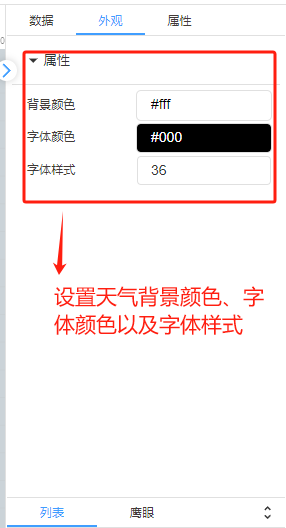 数据 外观 属性
0
属性
背景颜色 #fff
字体颜色 #000
字体样式 36
设置天气背景颜色、字
体颜色以及字体样式
列表 鹰眼